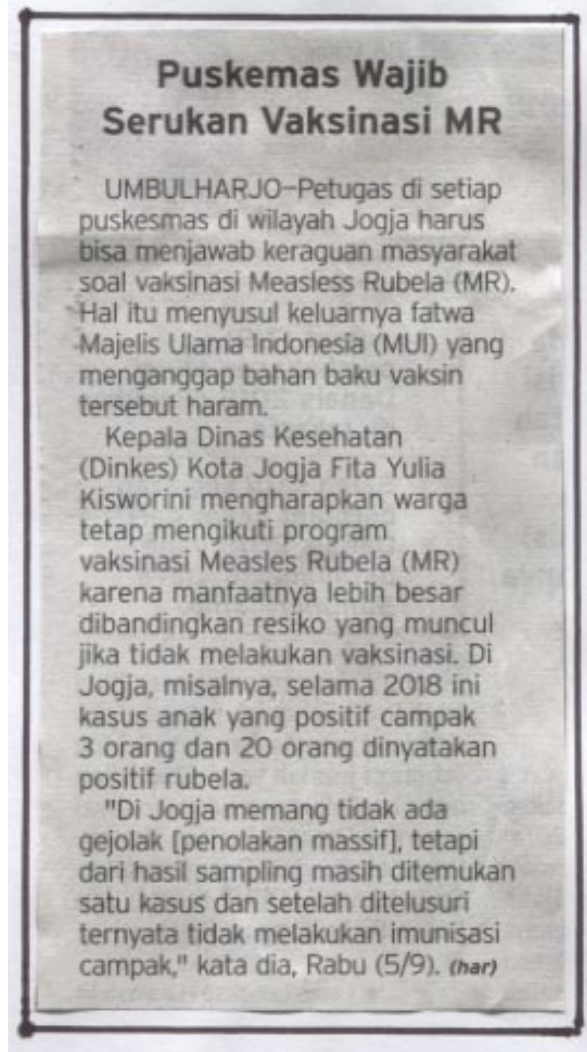 Puskemas Wajib
Serukan Vaksinasi MR
UMBULHARJO–Petugas di setiap
puskesmas di wilayah Jogja harus
bisa menjawab keraguan masyarakat
soal vaksinasi Measless Rubela (MR).
Hal itu menyusul keluarnya fatwa
Majelis Ulama Indonesia (MUI) yang
menganggap bahan baku vaksin
tersebut haram.
Kepala Dinas Kesehatan
(Dinkes) Kota Jogja Fita Yulia
Kisworini mengharapkan warga
tetap mengikuti program
vaksinasi Measles Rubela (MR)
karena manfaatnya lebih besar
dibandingkan resiko yang muncul
jika tidak melakukan vaksinasi. Di
Jogja, misalnya, selama 2018 ini
kasus anak yang positif campak
3 orang dan 20 orang dinyatakan
positif rubela.
"Di Jogja memang tidak ada
gejolak [penolakan massif], tetapi
dari hasil sampling masih ditemukan
satu kasus dan setelah ditelusuri
ternyata tidak melakukan imunisasi
campak," kata dia, Rabu (5/9). (har)